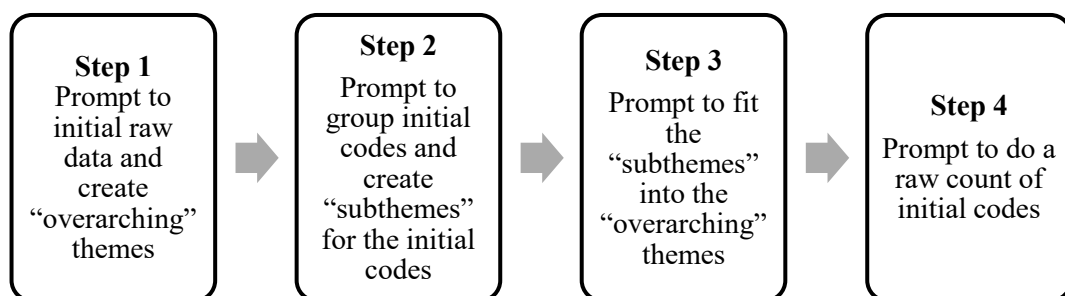 Step 1
Prompt to
initial raw
data and
create
“overarching”
themes
Step 2
Prompt to
group initial
codes and
create
“subthemes”
for the initial
codes
Step 3
Prompt to fit
the
“subthemes”
into the
“overarching”
themes
Step 4
Prompt to do a
raw count of
initial codes